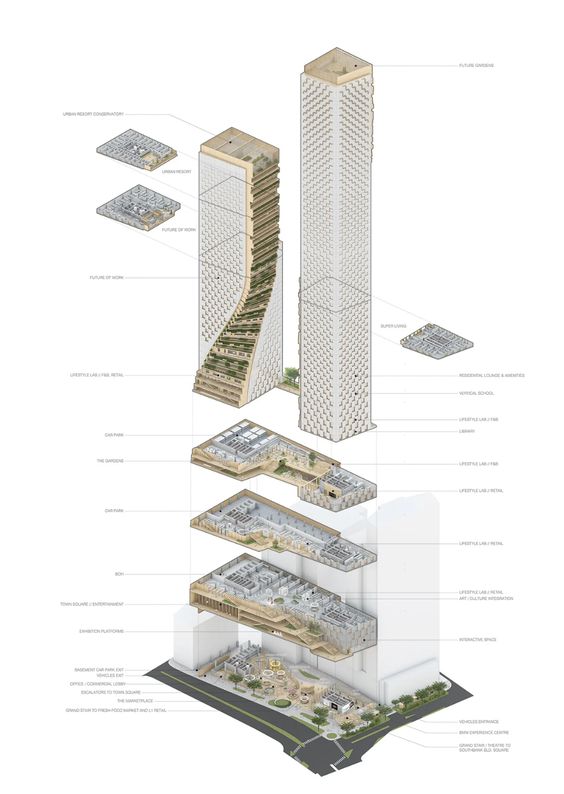 FUTURE GARDENS
URBAN RESORT CONSERVATORY
URBAN RESORT
FUTURE OF WORK
FUTURE OF WORK
SUPER LIVING
LIFESTYLE LAB // F&B, RETAIL
RESIDENTIAL LOUNGE & AMENITIES
VERTICAL SCHOOL
LIFESTYLE LAB // F&B
LIBRARY
CAR PARK
THE GARDENS
LIFESTYLE LAB // F&B
LIFESTYLE LAB // RETAIL
CAR PARK
LIFESTYLE LAB // RETAIL
BOH
LIFESTYLE LAB // RETAIL
ART / CULTURE INTEGRATION
TOWN SQUARE // ENTERTAINMENT
EXHIBITION PLATFORMS
INTERACTIVE SPACE
BASEMENT CAR PARK EXIT
VEHICLES EXIT
OFFICE / COMMERCIAL LOBBY
ESCALATORS TO TOWN SQUARE
THE MARKETPLACE
GRAND STAIR TO FRESH FOOD MARKET AND L1 RETAIL
VEHICLES ENTRANCE
BMW EXPERIENCE CENTRE
GRAND STAIR / THEATRE TO
SOUTHBANK BLD. SQUARE